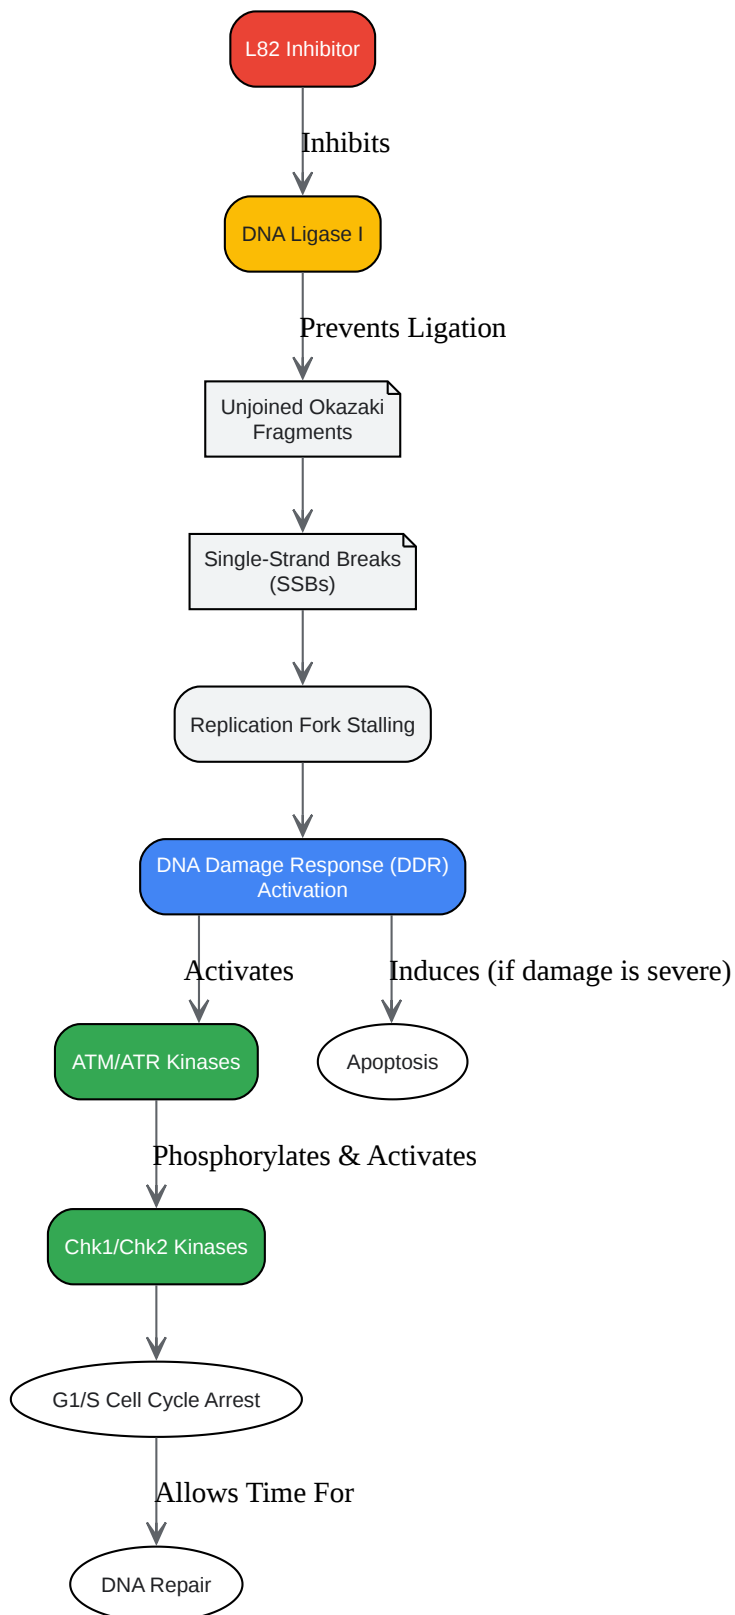 L82 Inhibitor
Inhibits
DNA Ligase I
Prevents Ligation
Unjoined Okazaki
Fragments
Single-Strand Breaks
(SSBs)
Replication Fork Stalling
DNA Damage Response (DDR)
Activation
Activates
Induces (if damage is severe)
ATM/ATR Kinases
Apoptosis
Phosphorylates & Activates
Chk1/Chk2 Kinases
G1/S Cell Cycle Arrest
Allows Time For
DNA Repair